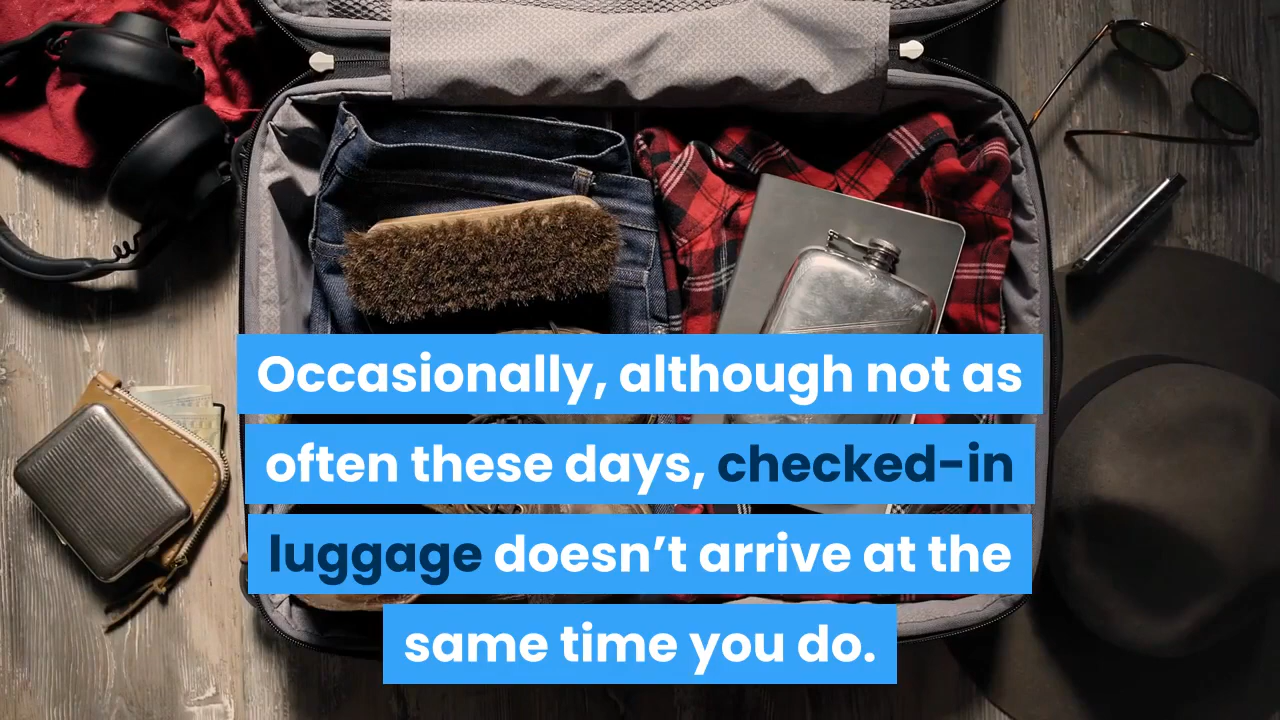 Occasionally, although not as
often these days, checked-in
luggage doesn’t arrive at the
same time you do.